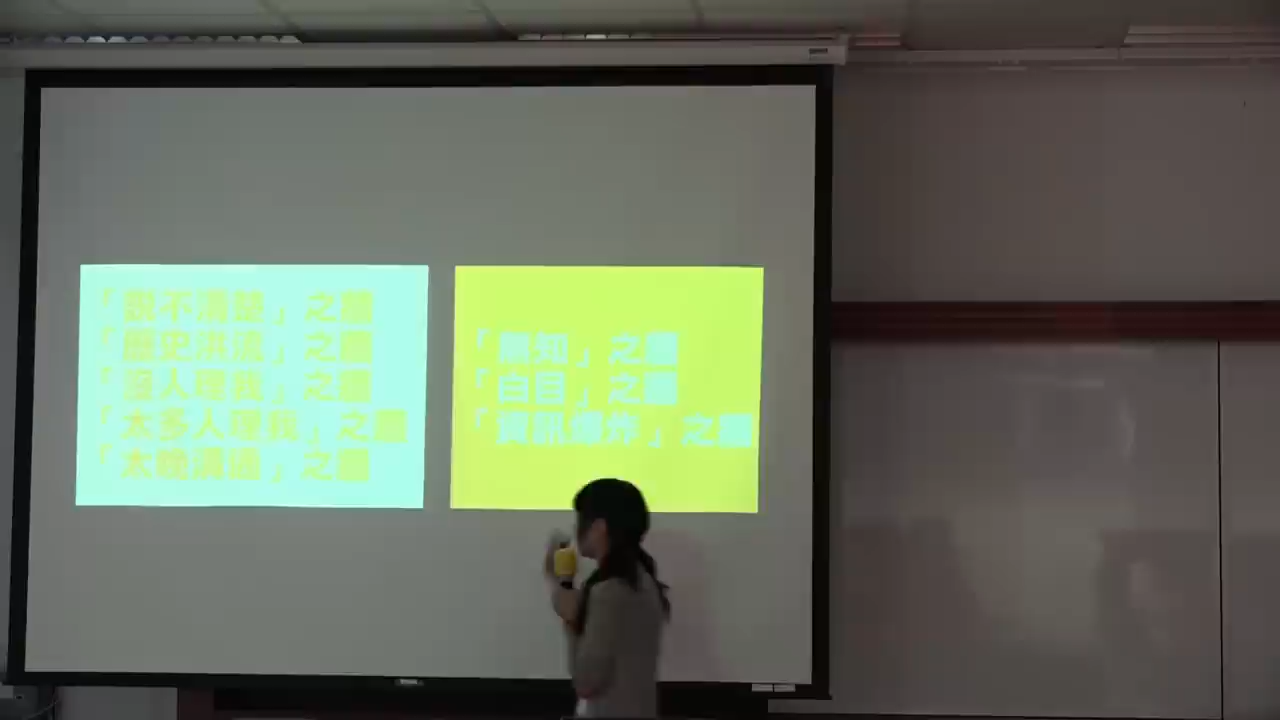 「說不清楚」之
「歷史洪流」之
「沒人理我」之
「太多人理我」之
「太晚溝通」之
「無知」之
「白目」之
「資訊爆炸」之